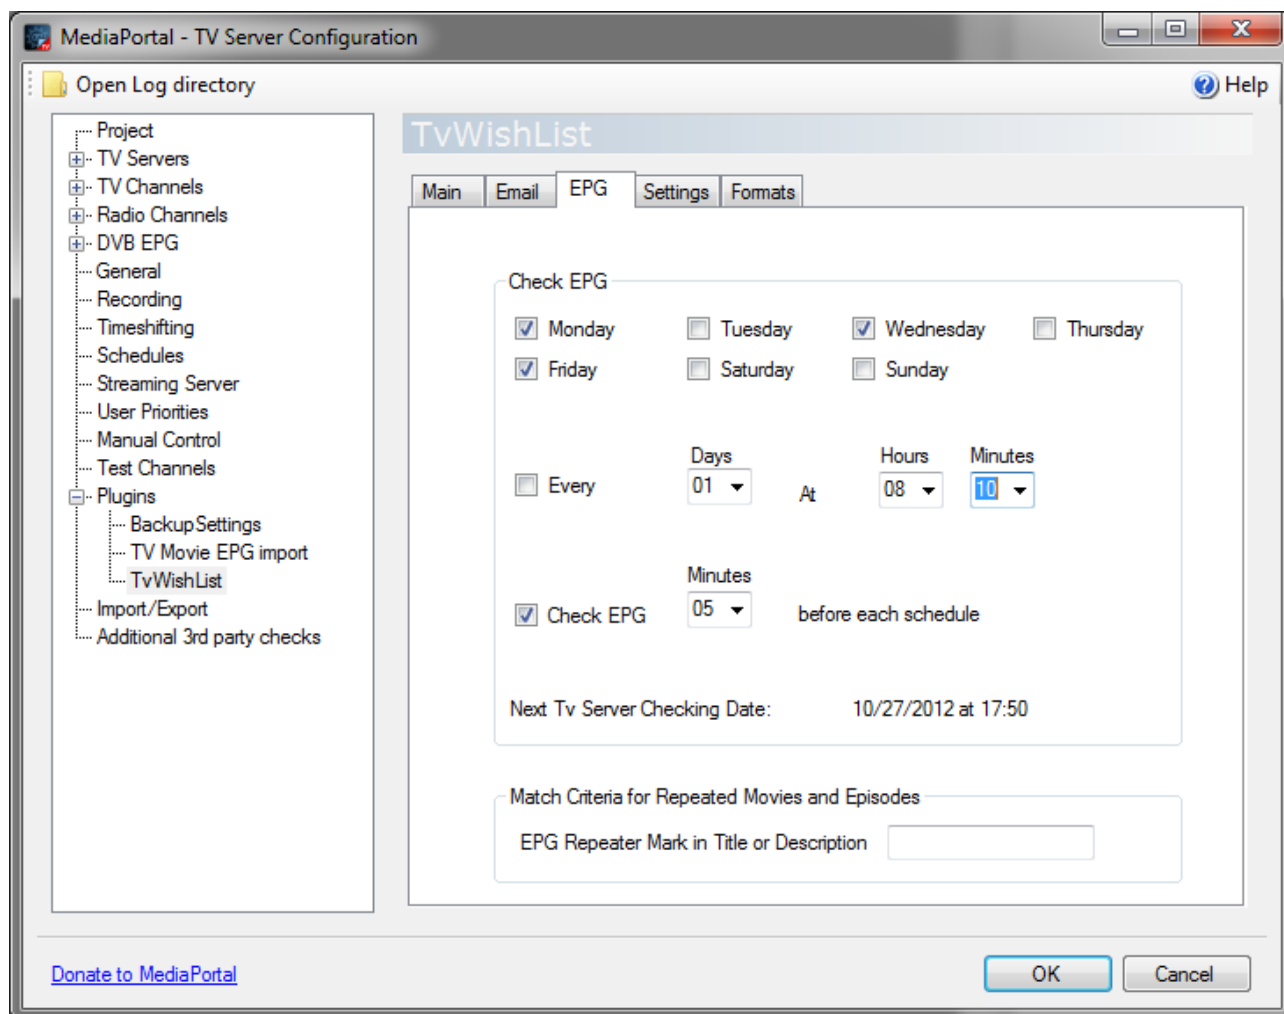 MediaPortal - TV Server Configuration
Open Log directory
Help
Project
TV Servers
TV Channels
Radio Channels
DVB EPG
General
Recording
Timeshifting
Schedules
Streaming Server
User Priorities
Manual Control
Test Channels
Plugins
BackupSettings
TV Movie EPG import
TvWishList
Import/Export
Additional 3rd party checks
TvWishList
Main Email EPG Settings Formats
Check EPG
Monday Tuesday Wednesday Thursday
Friday Saturday Sunday
Days Hours Minutes
Every 01 At 08 10
Minutes
Check EPG 05 before each schedule
Next Tv Server Checking Date: 10/27/2012 at 17:50
Match Criteria for Repeated Movies and Episodes
EPG Repeater Mark in Title or Description
Donate to MediaPortal
OK Cancel